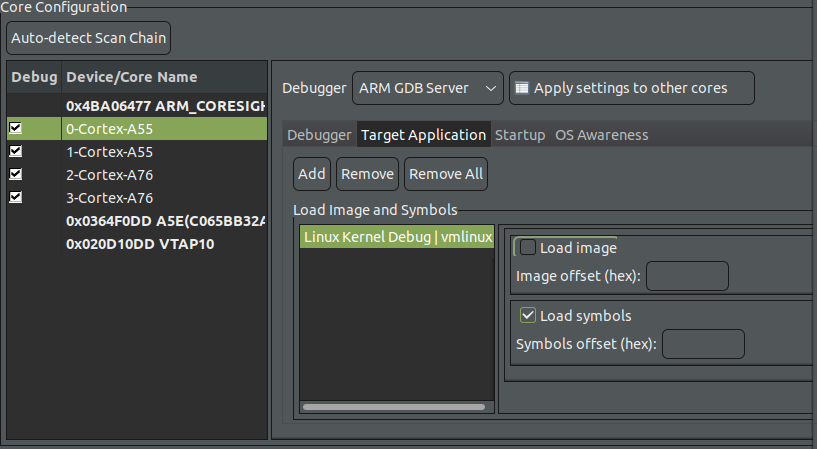 Core Configuration
Auto-detect Scan Chain
Debug Device/Core Name
0x4BA06477 ARM_CORESIGH
0-Cortex-A55
1-Cortex-A55
2-Cortex-A76
3-Cortex-A76
0x0364F0DD A5E(C065BB32A
0x020D10DD VTAP10
Debugger ARM GDB Server Apply settings to other cores
Debugger Target Application Startup OS Awareness
Add Remove Remove All
Load Image and Symbols
Linux Kernel Debug | vmlinux
Load image
Image offset (hex):
Load symbols
Symbols offset (hex):